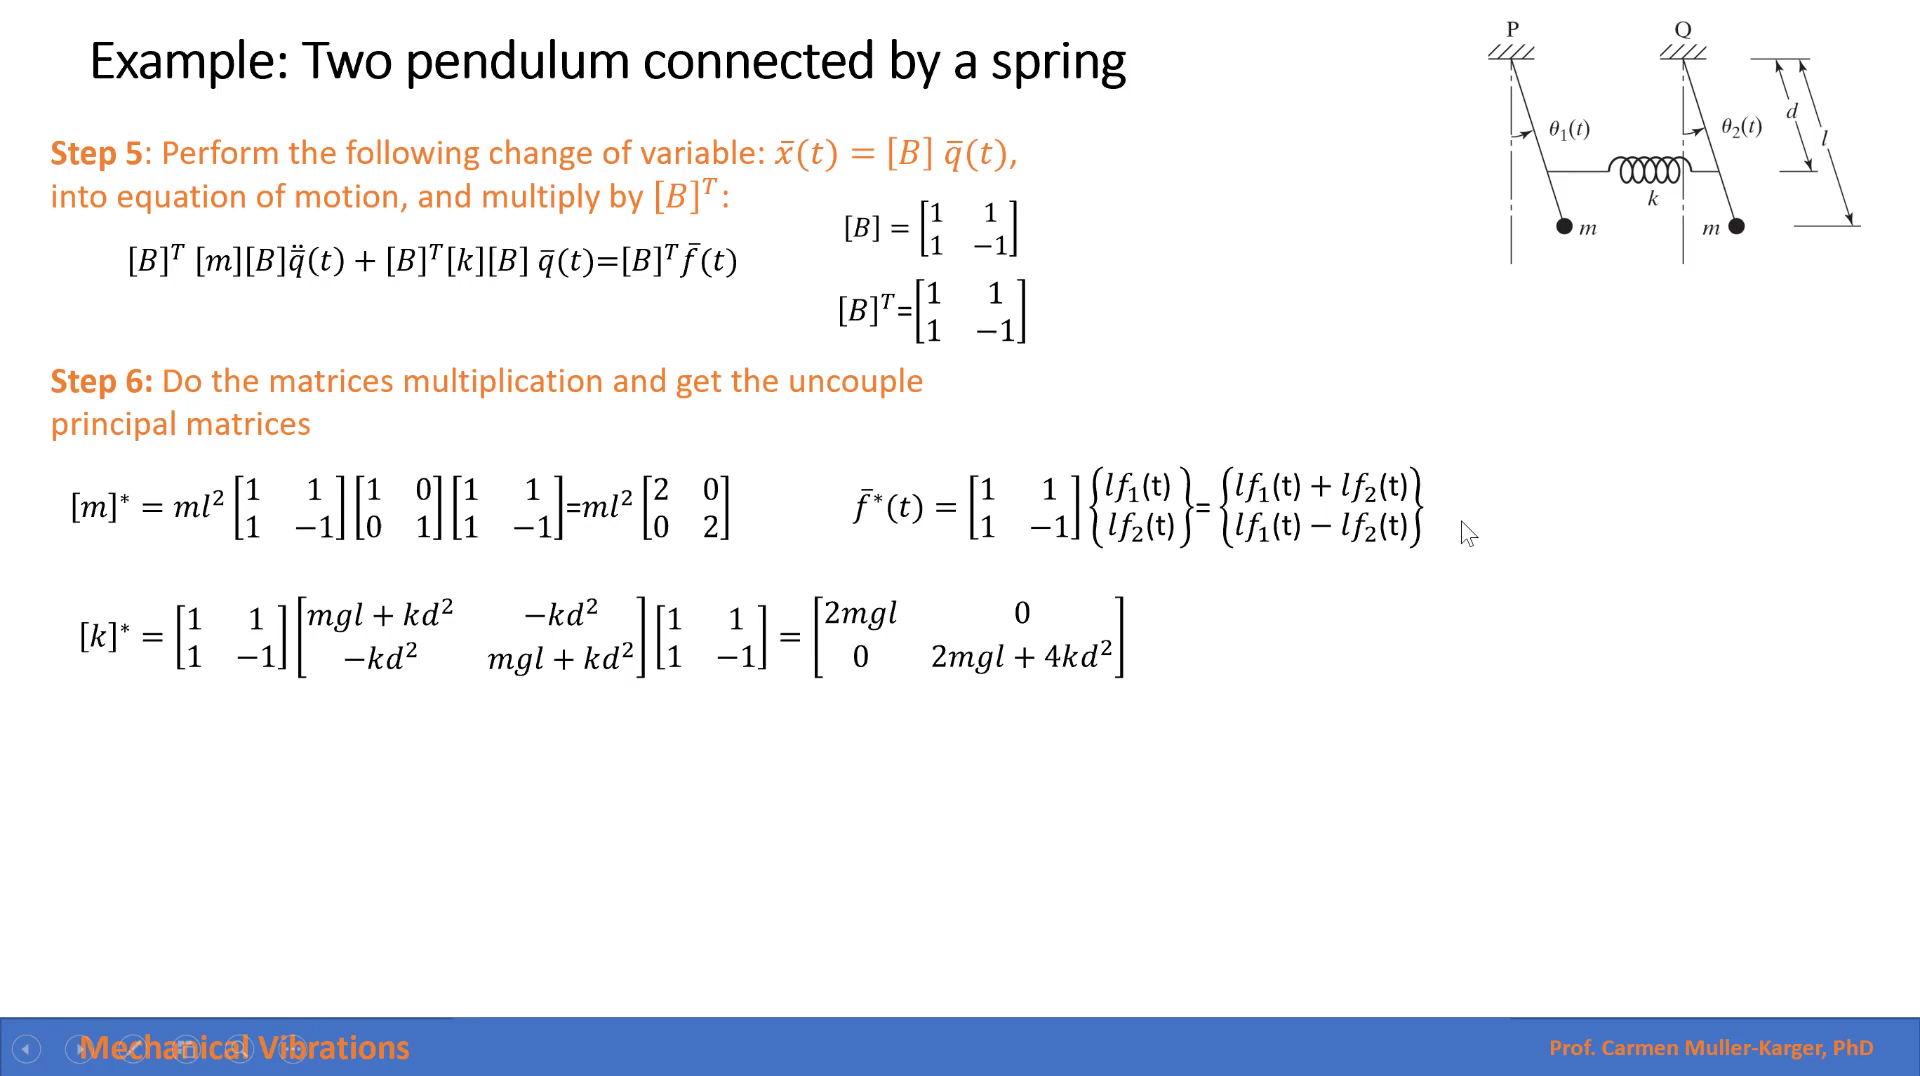 Example: Two pendulum connected by a spring
P
Q
θ₁(t)
θ₂(t)
d
l
k
m
m
Step 5: Perform the following change of variable: x̄(t) = [B] q̄(t),
into equation of motion, and multiply by [B]ᵀ:
[B]ᵀ [m][B]q̄̈(t) + [B]ᵀ[k][B] q̄(t)=[B]ᵀf̄(t)
[B] = [1 1; 1 −1]
[B]ᵀ=[1 1; 1 −1]
Step 6: Do the matrices multiplication and get the uncouple
principal matrices
[m]* = ml² [1 1; 1 −1][1 0; 0 1][1 1; 1 −1]=ml² [2 0; 0 2]
f̄*(t) = [1 1; 1 −1]{lf₁(t); lf₂(t)}= {lf₁(t) + lf₂(t); lf₁(t) − lf₂(t)}
[k]* = [1 1; 1 −1][mgl + kd² −kd²; −kd² mgl + kd²][1 1; 1 −1] = [2mgl 0; 0 2mgl + 4kd²]
Mechanical Vibrations
Prof. Carmen Muller-Karger, PhD